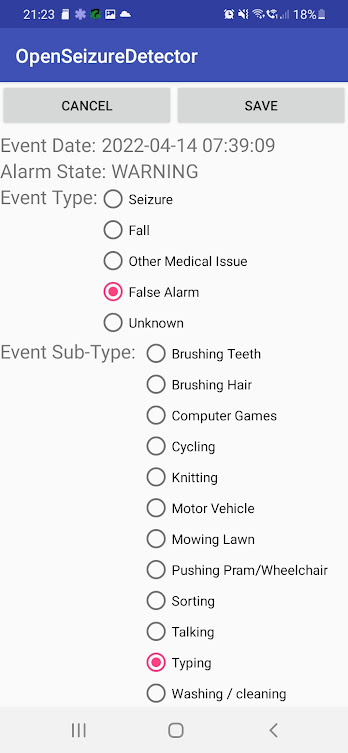 21:23 18%
OpenSeizureDetector
CANCEL SAVE
Event Date: 2022-04-14 07:39:09
Alarm State: WARNING
Event Type: Seizure
Fall
Other Medical Issue
False Alarm
Unknown
Event Sub-Type: Brushing Teeth
Brushing Hair
Computer Games
Cycling
Knitting
Motor Vehicle
Mowing Lawn
Pushing Pram/Wheelchair
Sorting
Talking
Typing
Washing / cleaning